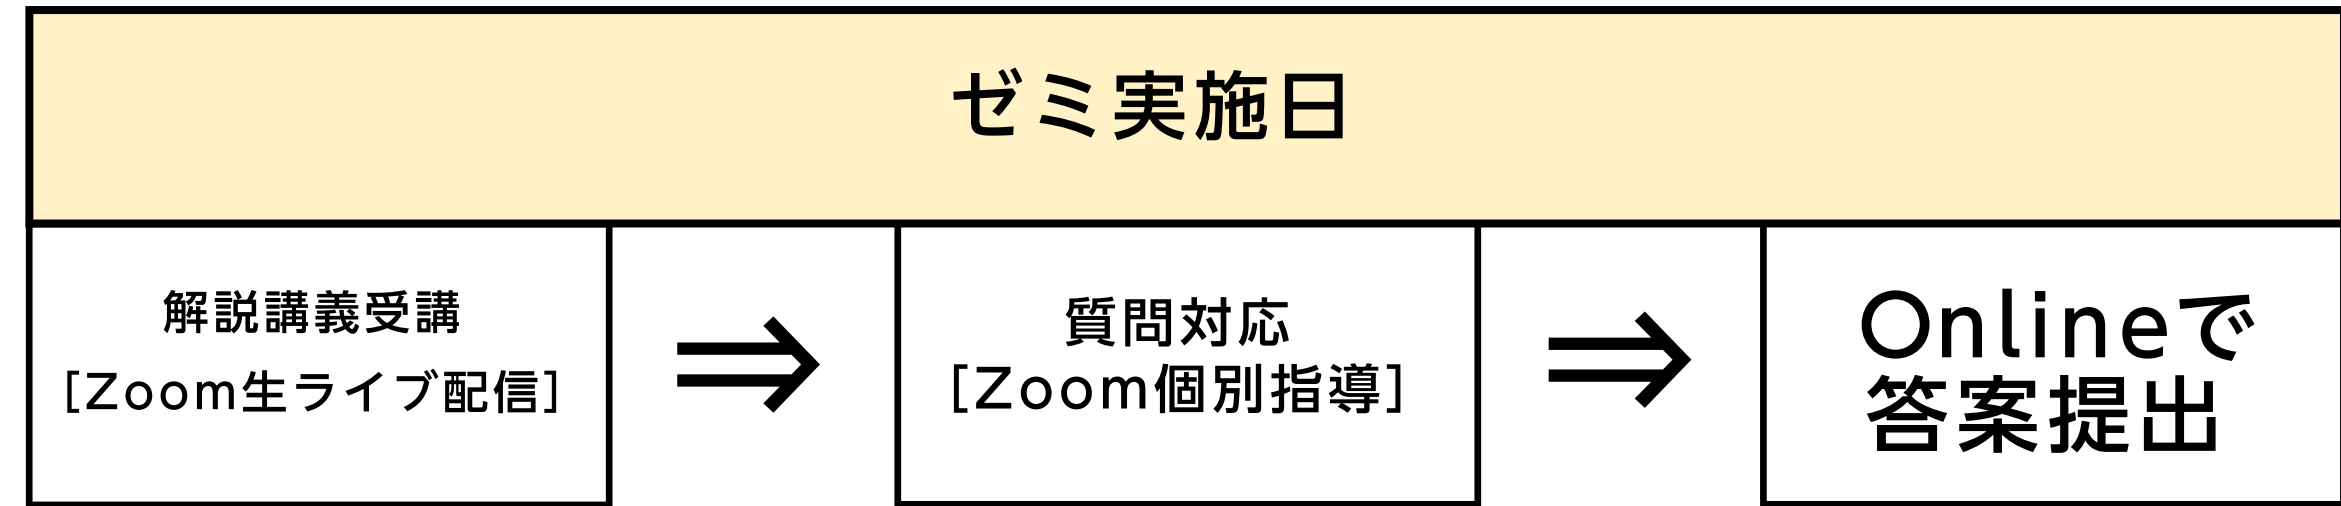 ゼミ実施日
解説講義受講
[Zoom生ライブ配信]
⇒
質問対応
[Zoom個別指導]
⇒
Onlineで
答案提出